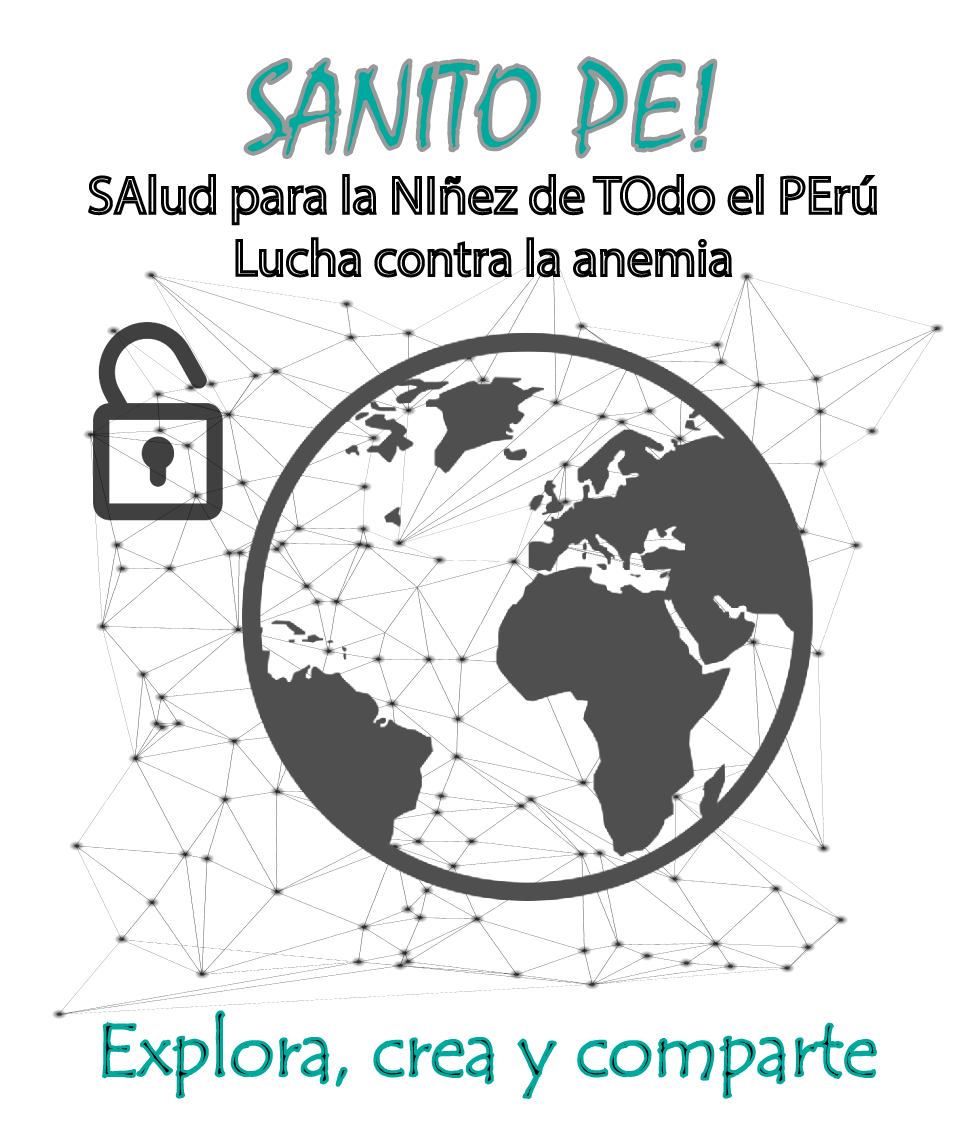 SANITO PE!
SAlud para la NIñez de TOdo el PErú
Lucha contra la anemia
Explora, crea y comparte